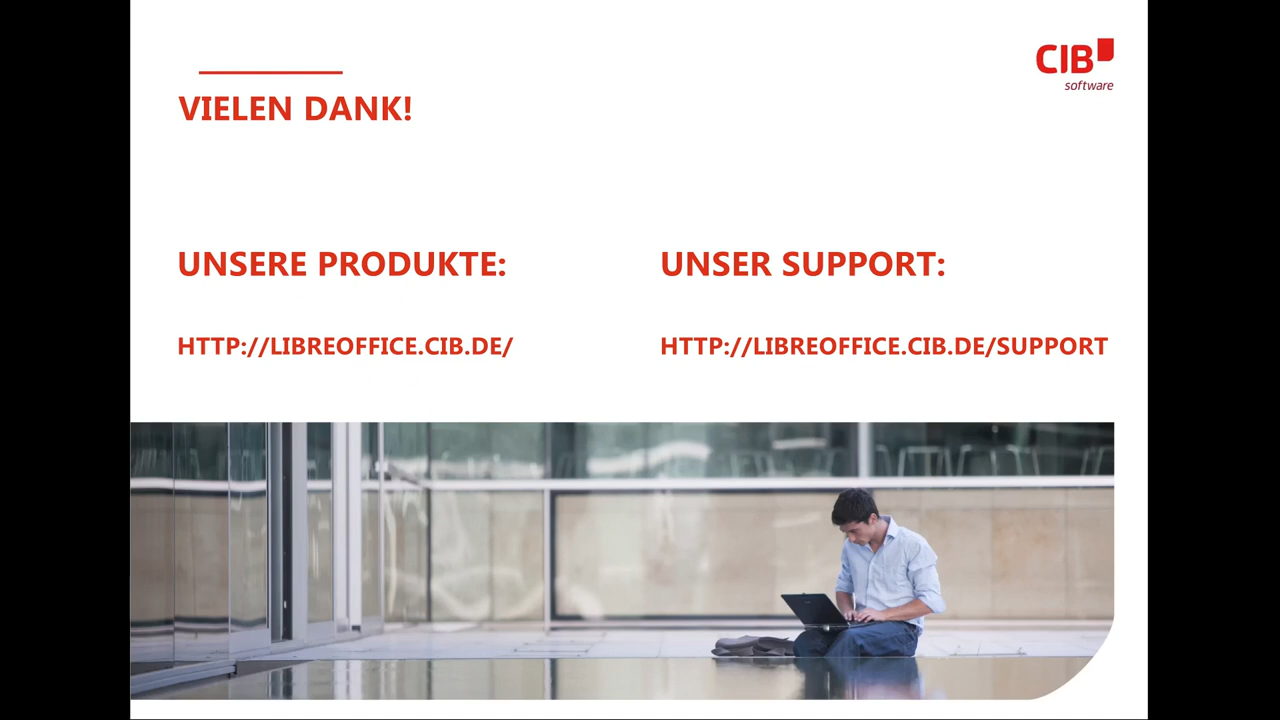 CIB
software
VIELEN DANK!
UNSERE PRODUKTE:
HTTP://LIBREOFFICE.CIB.DE/
UNSER SUPPORT:
HTTP://LIBREOFFICE.CIB.DE/SUPPORT